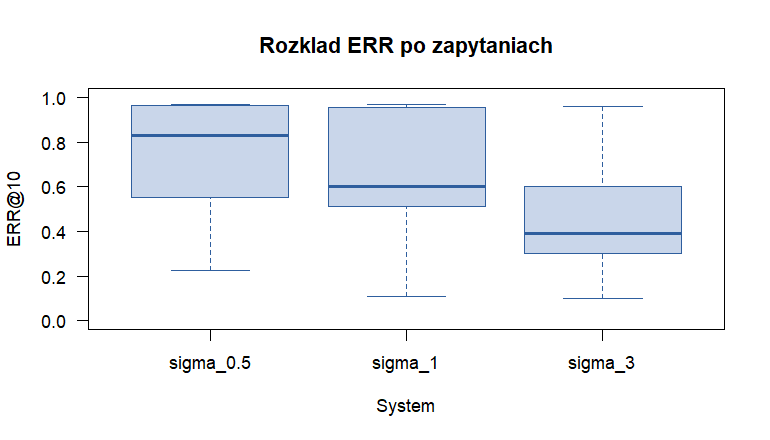 Rozklad ERR po zapytaniach
ERR@10
1.0
0.8
0.6
0.4
0.2
0.0
sigma_0.5
sigma_1
sigma_3
System